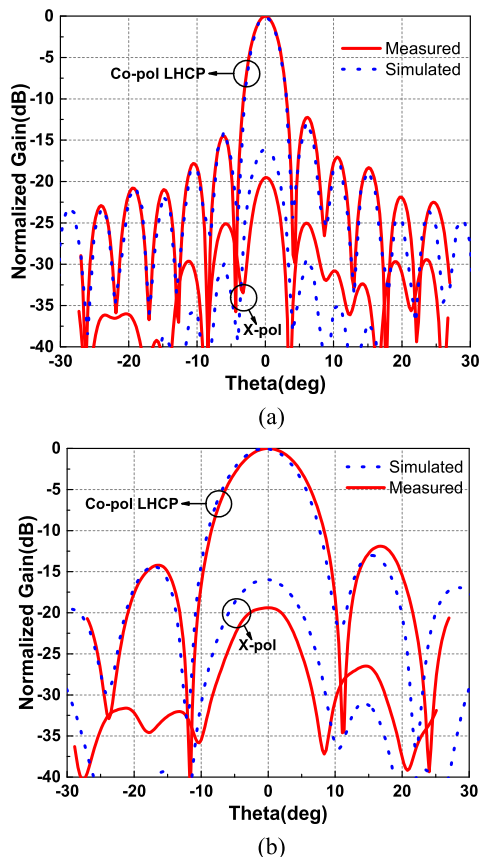 0
-5
-10
-15
-20
-25
-30
-35
-40
Normalized Gain(dB)
Co-pol LHCP
Measured
Simulated
X-pol
-30 -20 -10 0 10 20 30
Theta(deg)
(a)
0
-5
-10
-15
-20
-25
-30
-35
-40
Normalized Gain(dB)
Co-pol LHCP
Simulated
Measured
X-pol
-30 -20 -10 0 10 20 30
Theta(deg)
(b)